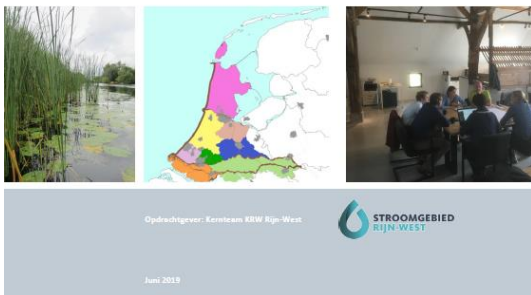 Opdrachtgever: Kernteam KRW Rijn-West
STROOMGEBIED
RIJN-WEST
Juni 2019